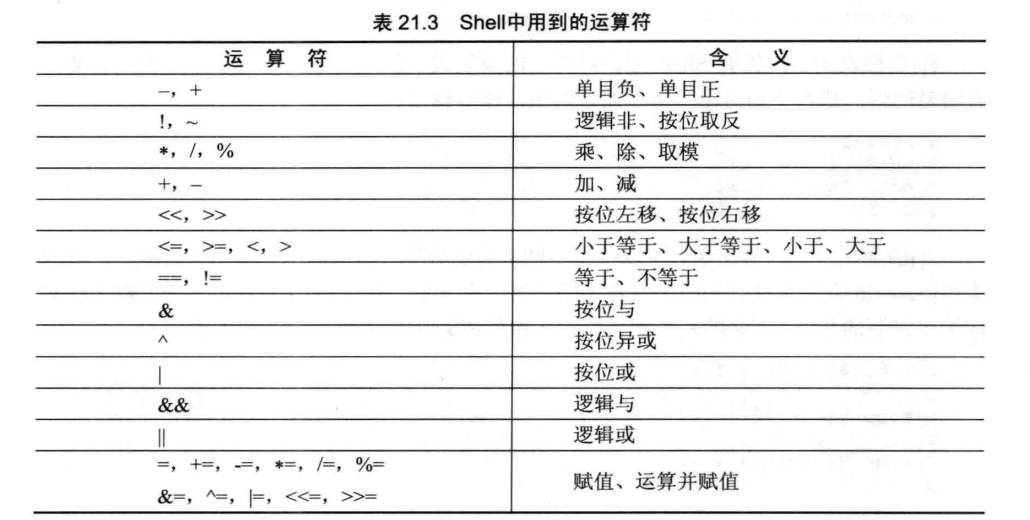 表 21.3 Shell中用到的运算符
运 算 符 含 义
–，+ 单目负、单目正
!，~ 逻辑非、按位取反
*，/，% 乘、除、取模
+，– 加、减
<<，>> 按位左移、按位右移
<=，>=，<，> 小于等于、大于等于、小于、大于
==，!= 等于、不等于
& 按位与
^ 按位异或
| 按位或
&& 逻辑与
|| 逻辑或
=，+=，-=，*=，/=，%=
&=，^=，|=，<<=，>>=
赋值、运算并赋值